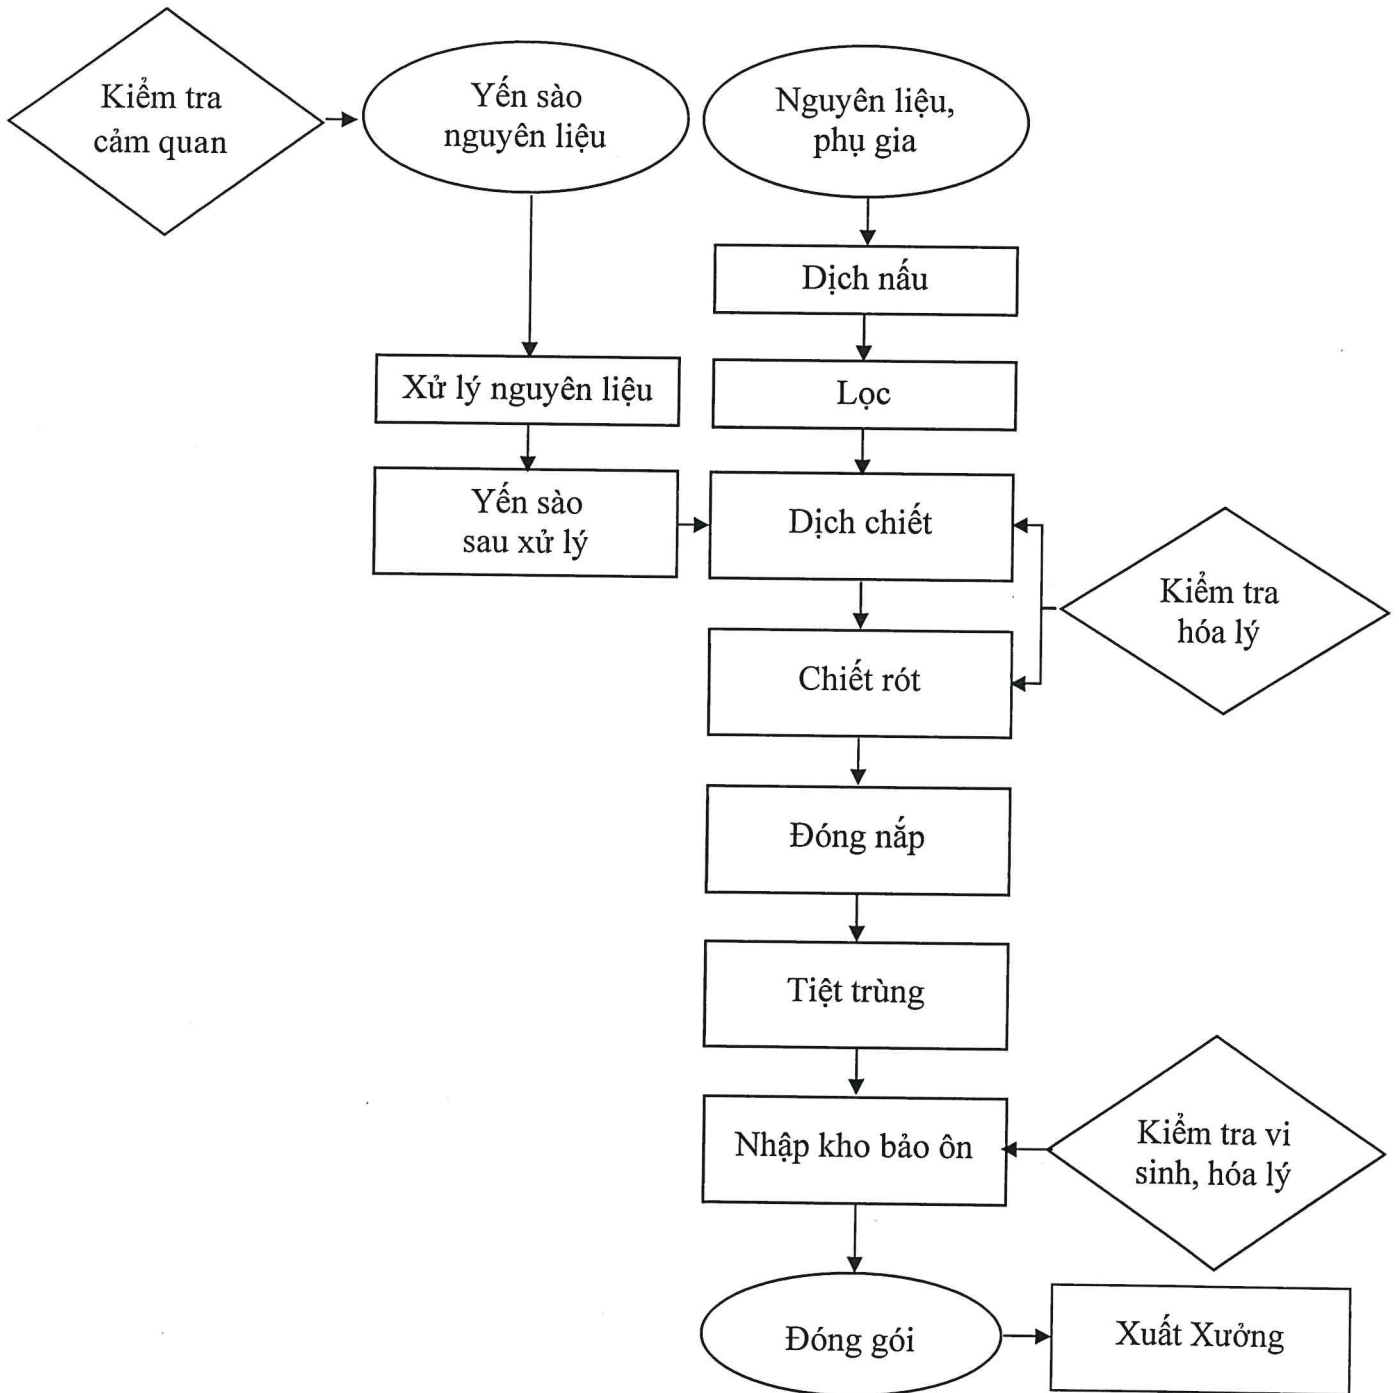 Kiểm tra
cảm quan
Yến sào
nguyên liệu
Nguyên liệu,
phụ gia
Dịch nấu
Xử lý nguyên liệu
Lọc
Yến sào
sau xử lý
Dịch chiết
Kiểm tra
hóa lý
Chiết rót
Đóng nắp
Tiệt trùng
Nhập kho bảo ôn
Kiểm tra vi
sinh, hóa lý
Đóng gói
Xuất Xưởng